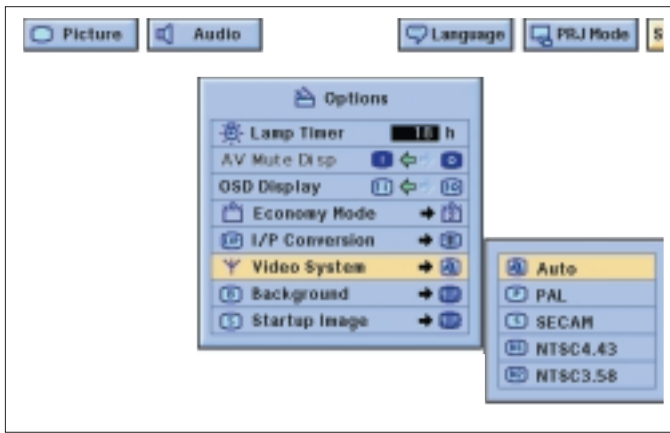 Picture Audio Language PRJ Mode S
Options
Lamp Timer 10 h
AV Mute Disp
OSD Display
Economy Mode
I/P Conversion
Video System
Background
Startup Image
Auto
PAL
SECAM
NTSC4.43
NTSC3.58